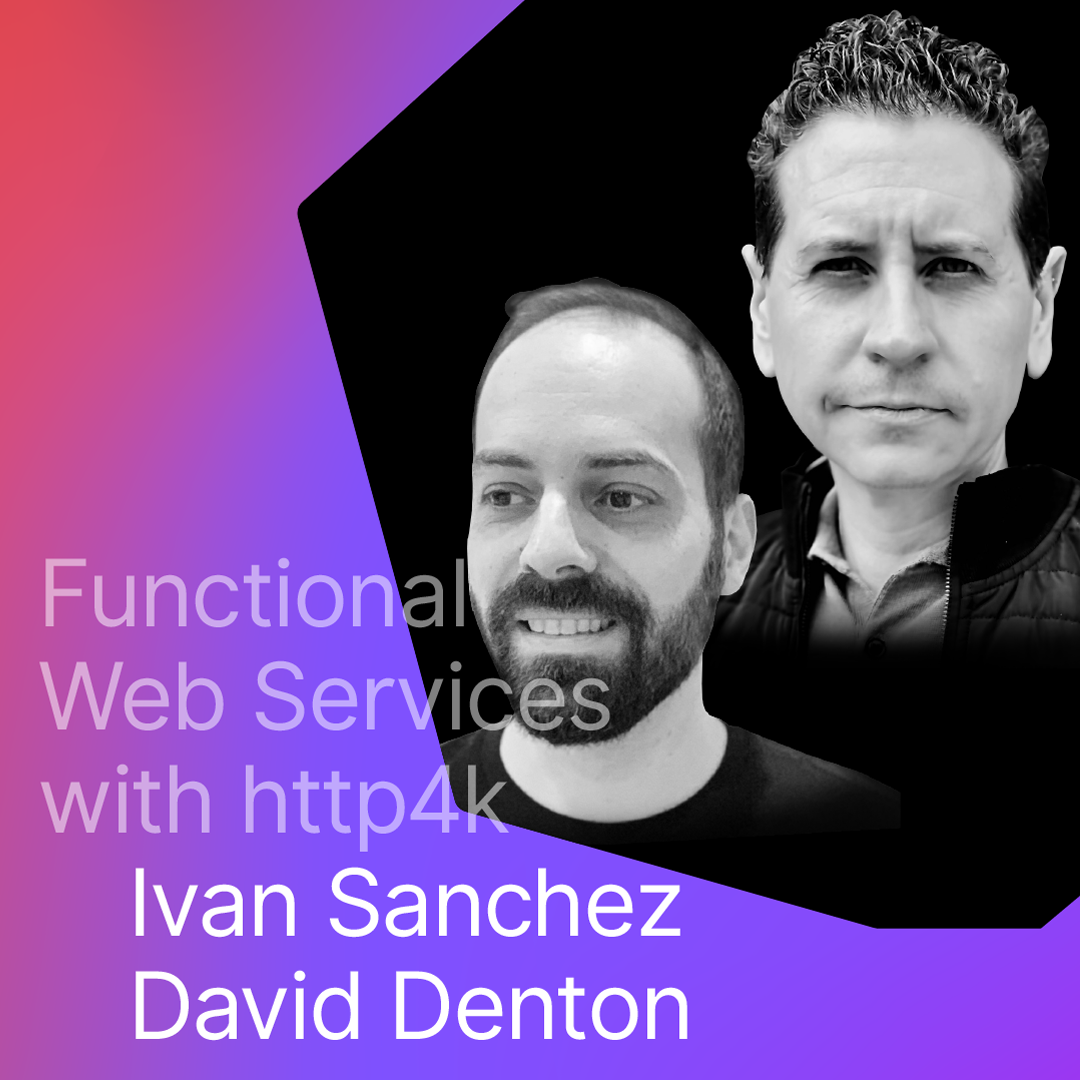 Functional
Web Services
with http4k
Ivan Sanchez
David Denton